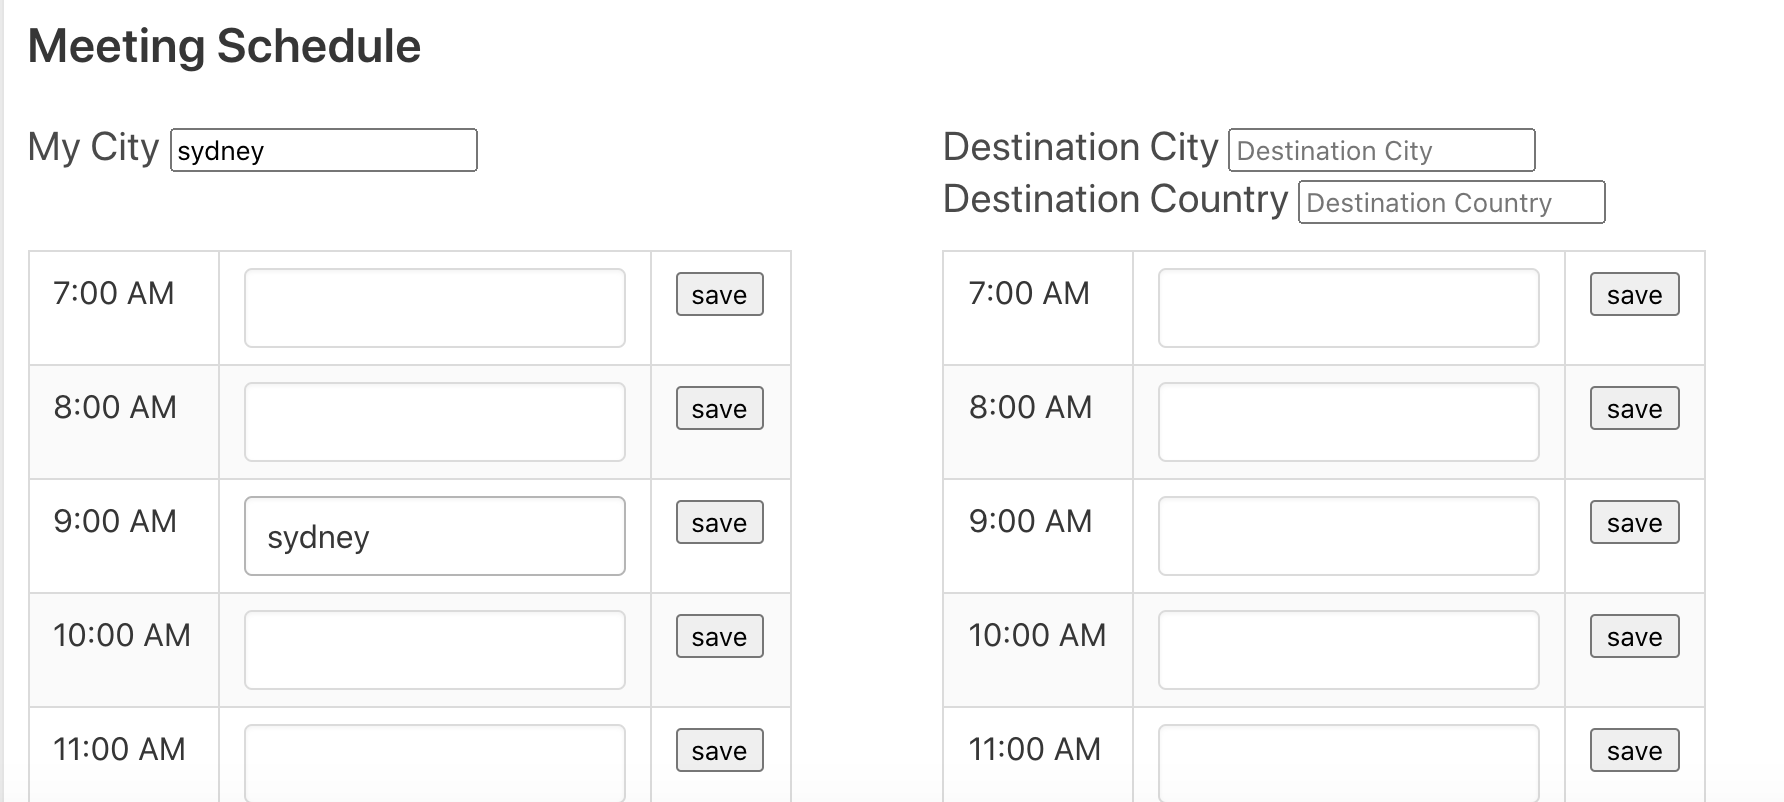 Meeting Schedule
My City sydney
Destination City Destination City
Destination Country Destination Country
7:00 AM save
8:00 AM save
9:00 AM sydney save
10:00 AM save
11:00 AM save
7:00 AM save
8:00 AM save
9:00 AM save
10:00 AM save
11:00 AM save